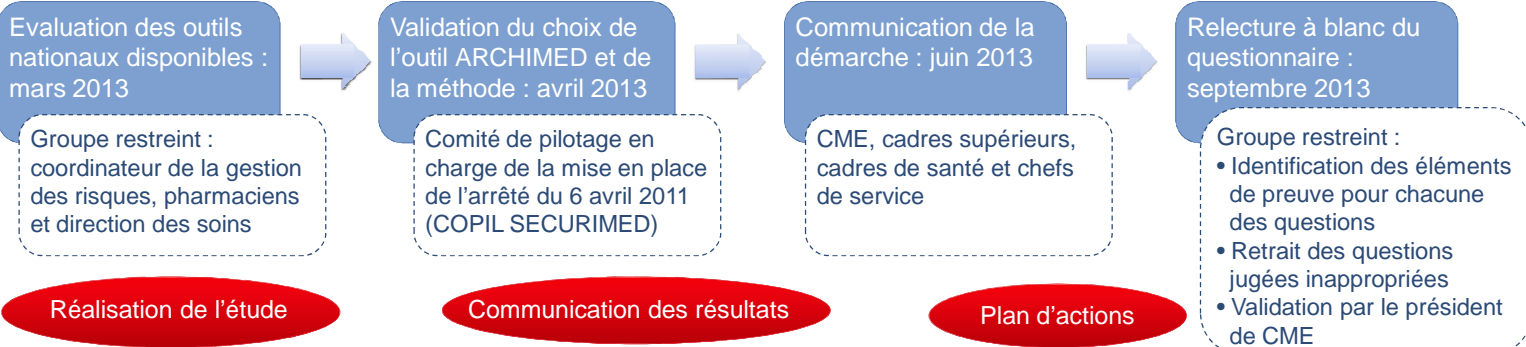 Evaluation des outils
nationaux disponibles :
mars 2013
Groupe restreint :
coordinateur de la gestion
des risques, pharmaciens
et direction des soins
Validation du choix de
l’outil ARCHIMED et de
la méthode : avril 2013
Comité de pilotage en
charge de la mise en place
de l’arrêté du 6 avril 2011
(COPIL SECURIMED)
Communication de la
démarche : juin 2013
CME, cadres supérieurs,
cadres de santé et chefs
de service
Relecture à blanc du
questionnaire :
septembre 2013
Groupe restreint :
• Identification des éléments
de preuve pour chacune
des questions
• Retrait des questions
jugées inappropriées
• Validation par le président
de CME
Réalisation de l’étude
Communication des résultats
Plan d’actions